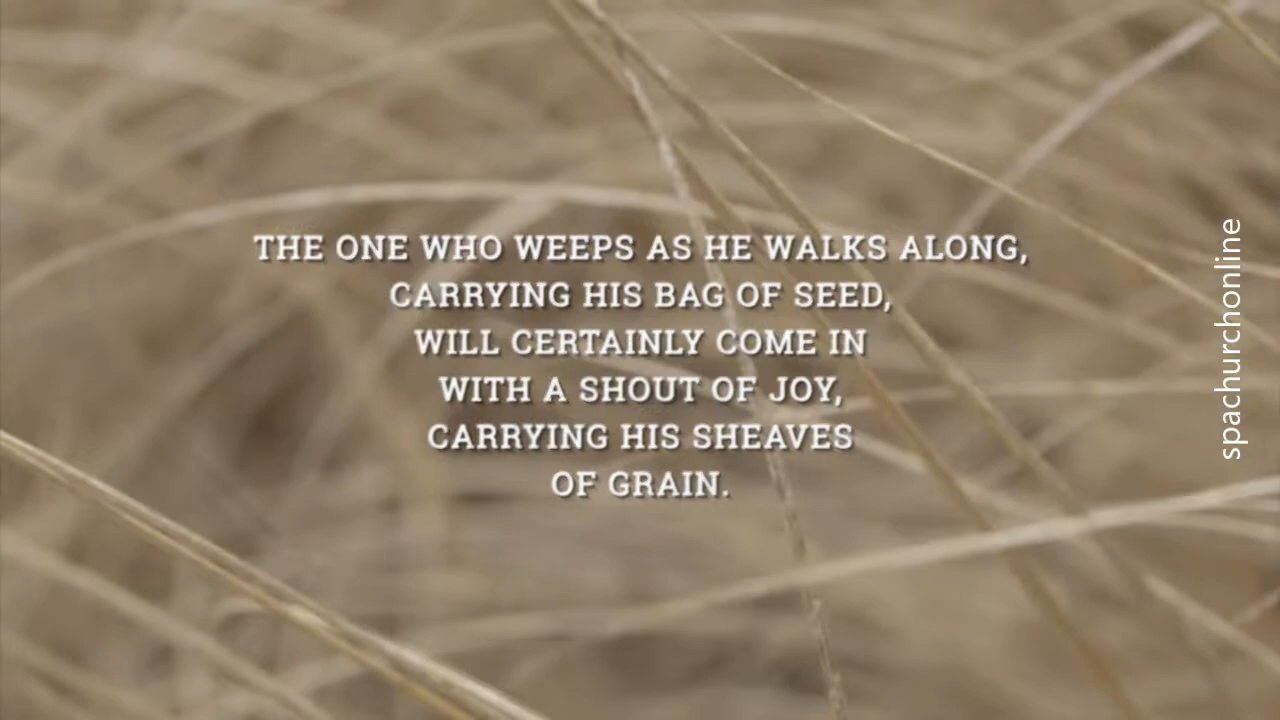 THE ONE WHO WEEPS AS HE WALKS ALONG,
CARRYING HIS BAG OF SEED,
WILL CERTAINLY COME IN
WITH A SHOUT OF JOY,
CARRYING HIS SHEAVES
OF GRAIN.
spachurchonline